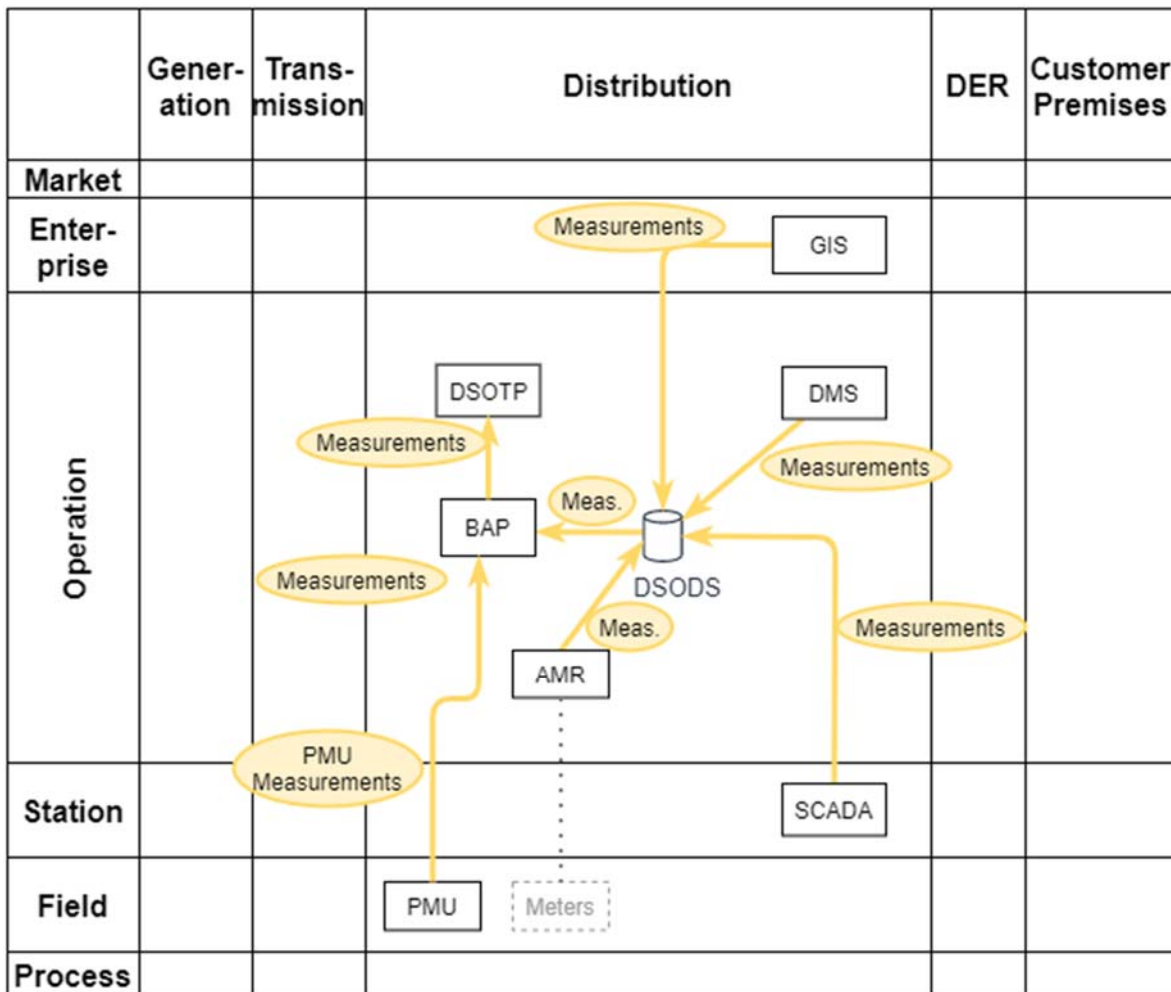 Gener-
ation
Trans-
mission
Distribution
DER
Customer
Premises
Market
Enter-
prise
Measurements
GIS
Operation
DSOTP
DMS
Measurements
Measurements
Meas.
BAP
DSODS
Measurements
Meas.
Measurements
AMR
PMU
Measurements
Station
SCADA
Field
PMU
Meters
Process